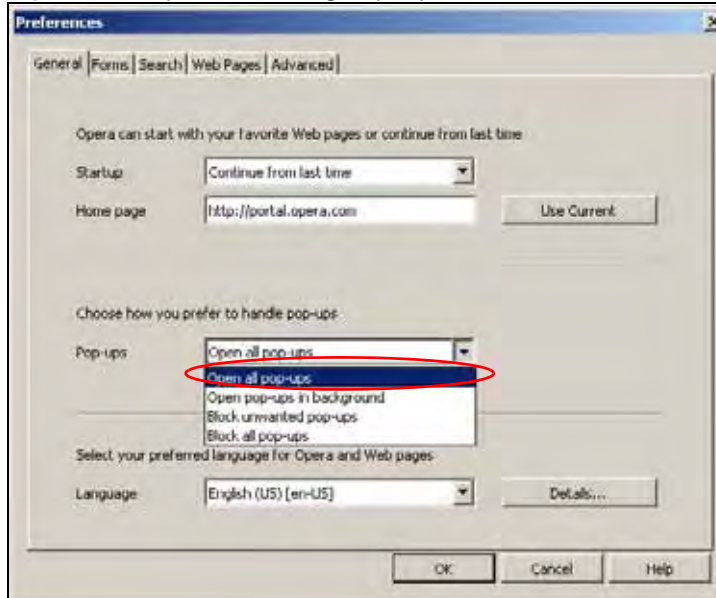 Preferences
General Forms Search Web Pages Advanced
Opera can start with your favorite Web pages or continue from last time
Startup Continue from last time
Home page http://portal.opera.com Use Current
Choose how you prefer to handle pop-ups
Pop-ups Open all pop-ups
Open all pop-ups
Open pop-ups in background
Block unwanted pop-ups
Block all pop-ups
Select your preferred language for Opera and Web pages
Language English (US) [en-US] Details...
OK Cancel Help